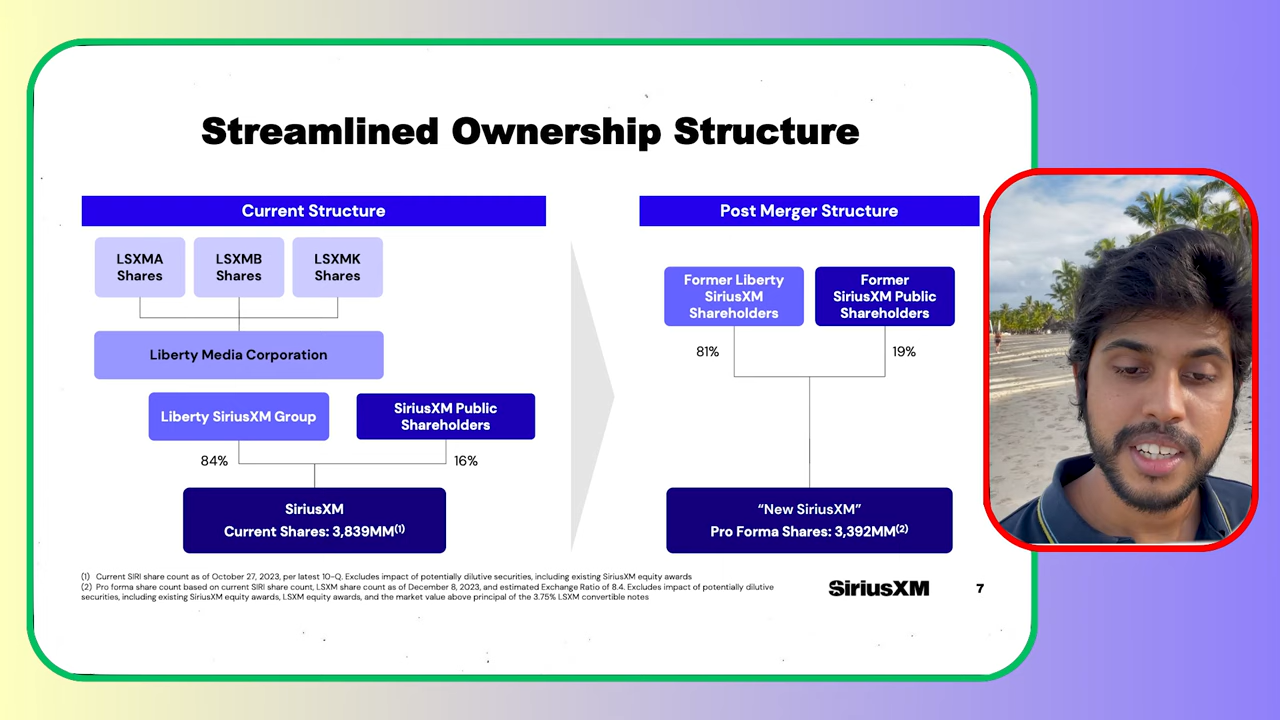 Streamlined Ownership Structure
Current Structure
LSXMA
Shares
LSXMB
Shares
LSXMK
Shares
Liberty Media Corporation
Liberty SiriusXM Group
SiriusXM Public
Shareholders
84%
16%
SiriusXM
Current Shares: 3,839MM(1)
Post Merger Structure
Former Liberty
SiriusXM
Shareholders
Former
SiriusXM Public
Shareholders
81%
19%
“New SiriusXM”
Pro Forma Shares: 3,392MM(2)
(1) Current SIRI share count as of October 27, 2023, per latest 10-Q. Excludes impact of potentially dilutive securities, including existing SiriusXM equity awards
(2) Pro forma share count based on current SIRI share count, LSXM share count as of December 8, 2023, and estimated Exchange Ratio of 8.4. Excludes impact of potentially dilutive
securities, including existing SiriusXM equity awards, LSXM equity awards, and the market value above principal of the 3.75% LSXM convertible notes
SiriusXM
7